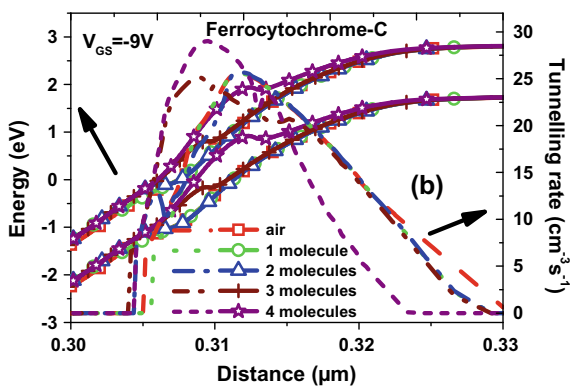 Ferrocytochrome-C
V_GS=-9V
3
2
1
0
-1
-2
-3
Energy (eV)
30
25
20
15
10
5
0
Tunnelling rate (cm⁻³ s⁻¹)
(b)
air
1 molecule
2 molecules
3 molecules
4 molecules
0.30 0.31 0.32 0.33
Distance (µm)